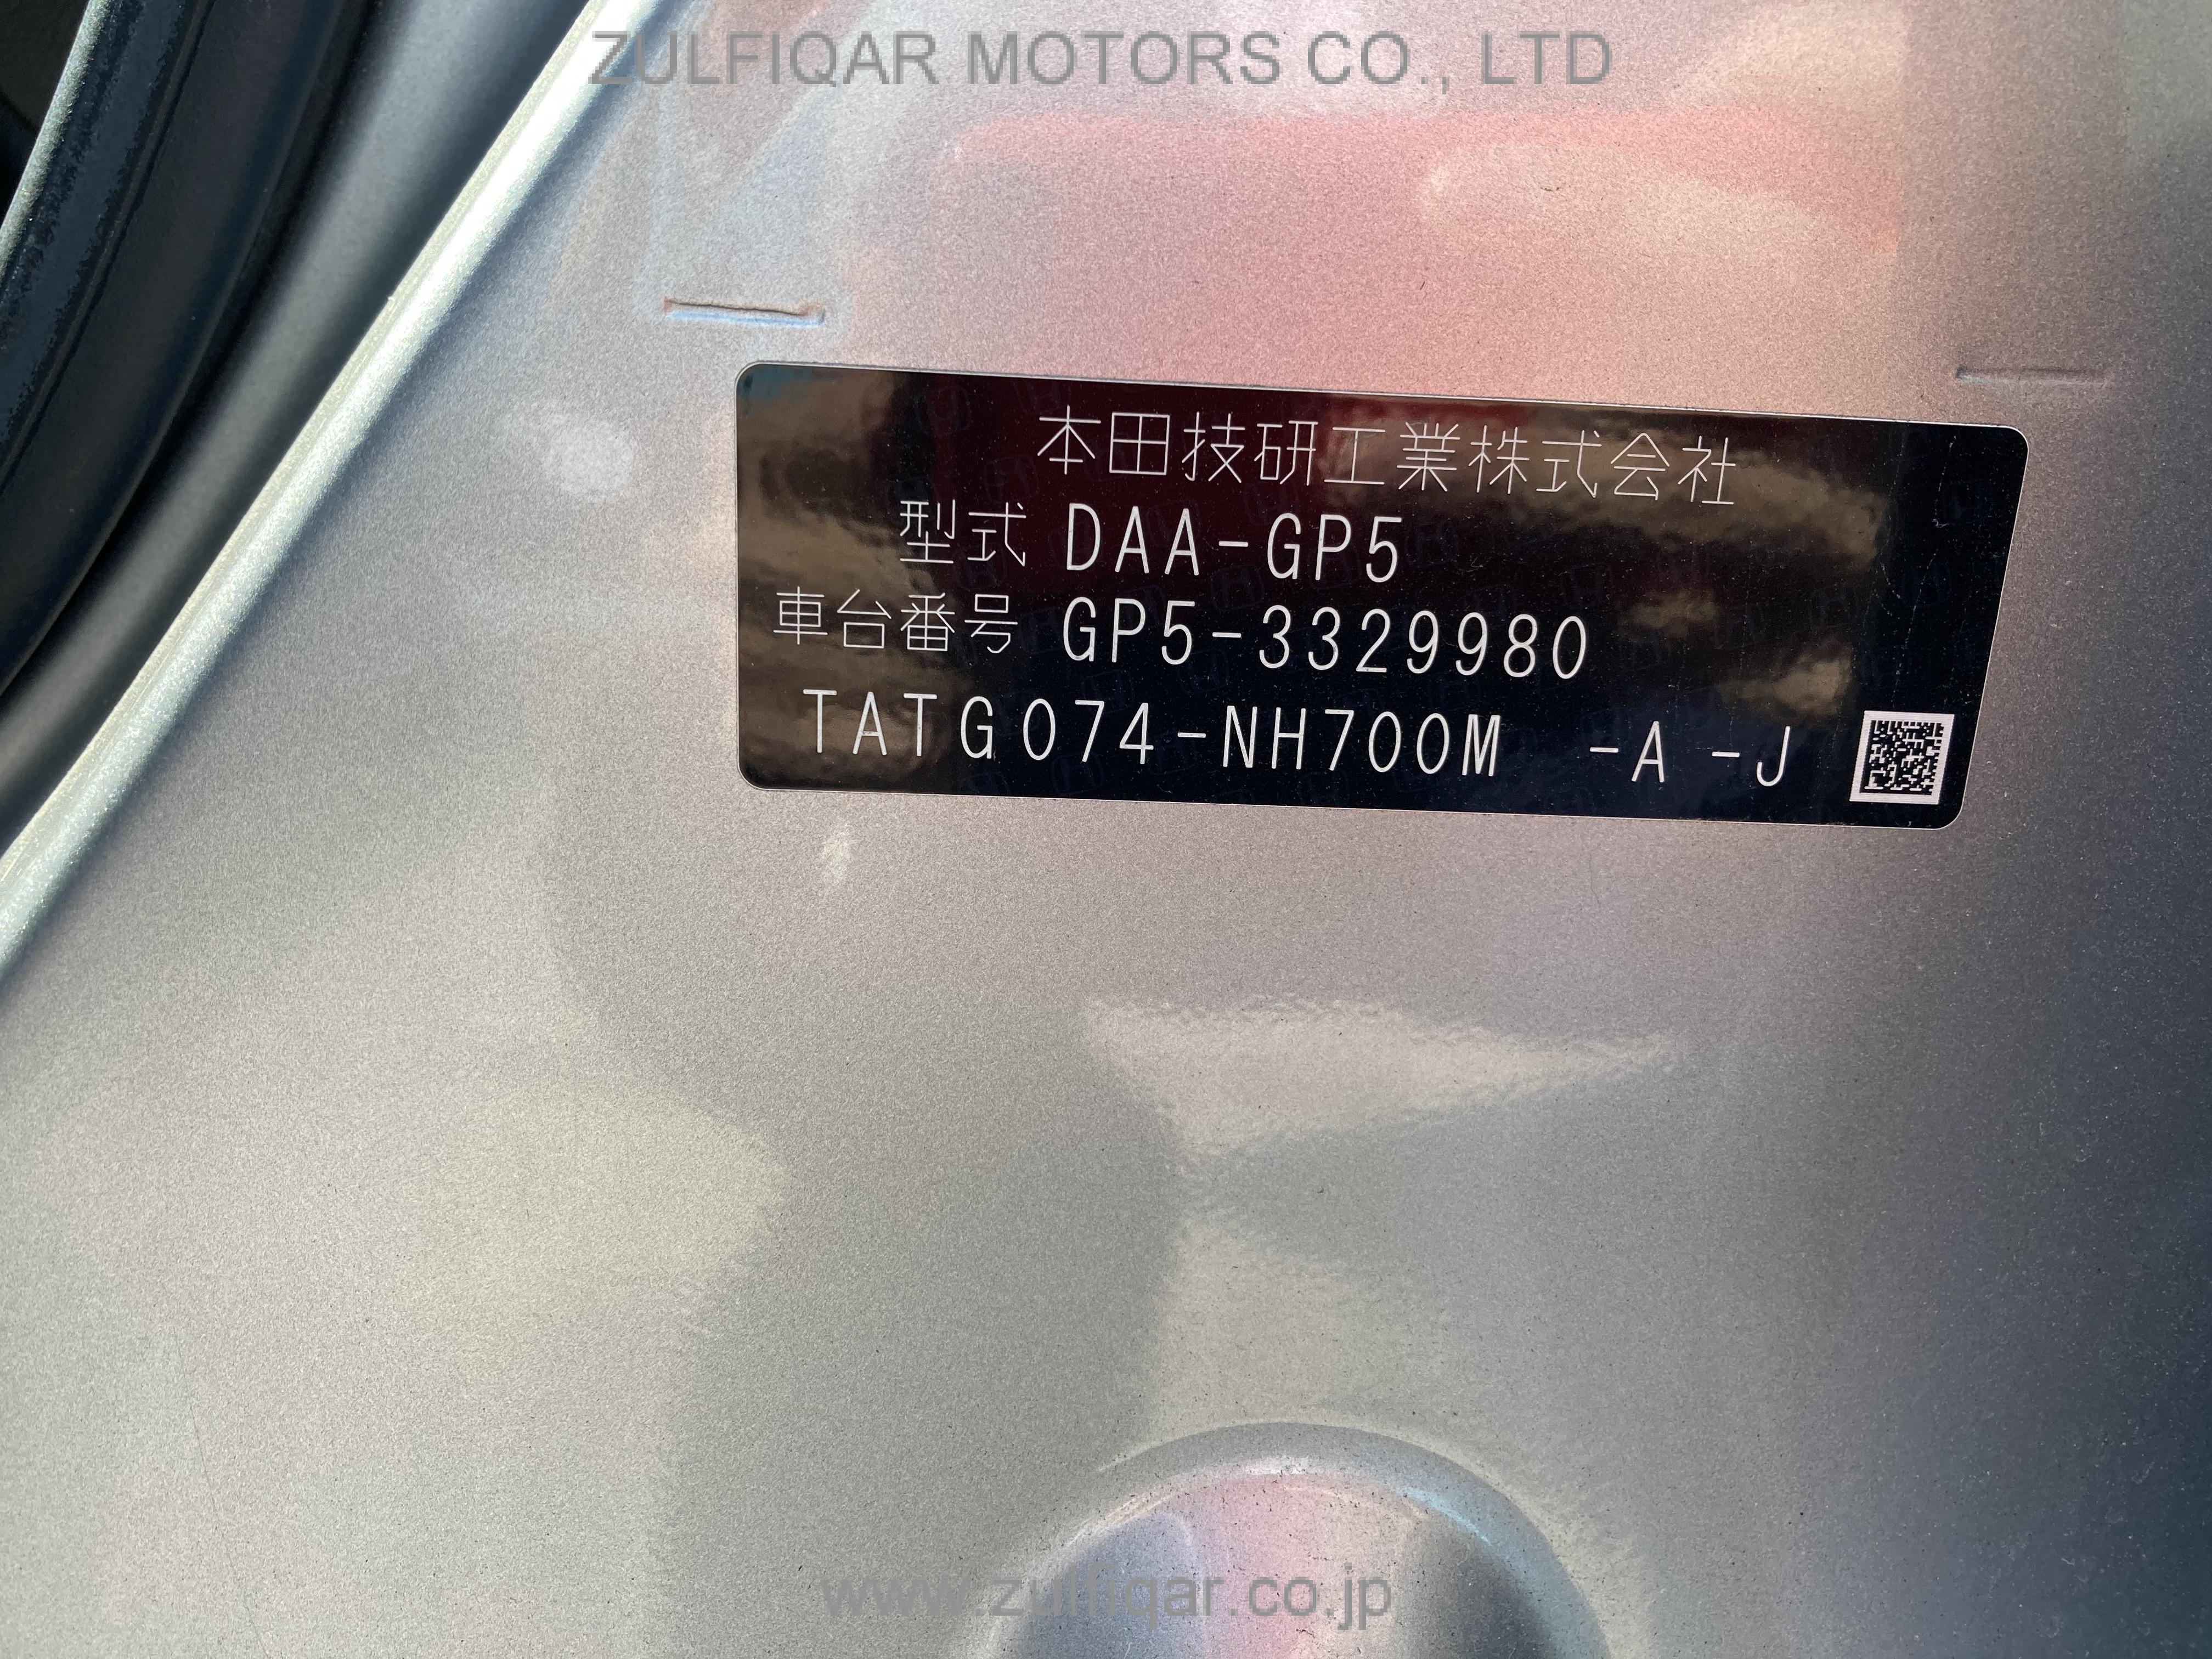 ZULFIQAR MOTORS CO., LTD
本田技研工業株式会社
型式 DAA-GP5
車台番号 GP5-3329980
TATG074-NH700M -A -J
www.zulfiqar.co.jp